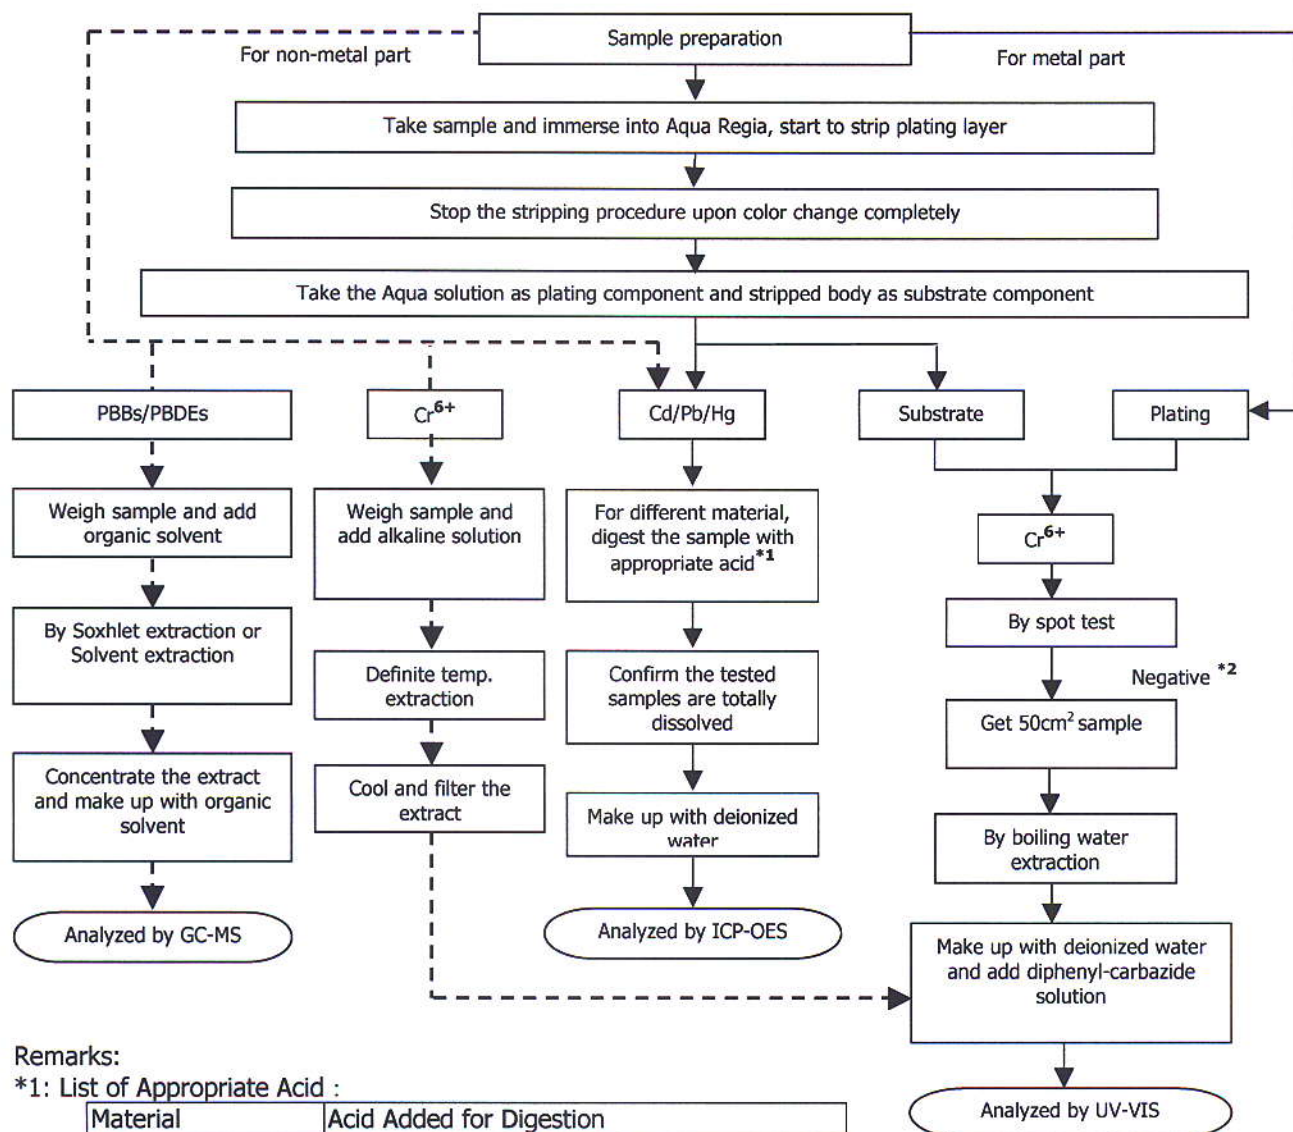 Sample preparation
For non-metal part
For metal part
Take sample and immerse into Aqua Regia, start to strip plating layer
Stop the stripping procedure upon color change completely
Take the Aqua solution as plating component and stripped body as substrate component
PBBs/PBDEs
Cr6+
Cd/Pb/Hg
Substrate
Plating
Weigh sample and add
organic solvent
Weigh sample and
add alkaline solution
For different material,
digest the sample with
appropriate acid*1
Cr6+
By Soxhlet extraction or
Solvent extraction
Definite temp.
extraction
Confirm the tested
samples are totally
dissolved
By spot test
Negative *2
Get 50cm2 sample
Concentrate the extract
and make up with organic
solvent
Cool and filter the
extract
Make up with deionized
water
By boiling water
extraction
Analyzed by GC-MS
Analyzed by ICP-OES
Make up with deionized water
and add diphenyl-carbazide
solution
Analyzed by UV-VIS
Remarks:
*1: List of Appropriate Acid :
Material Acid Added for Digestion